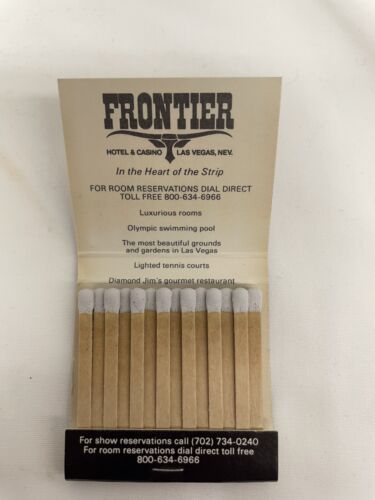 FRONTIER
HOTEL & CASINO LAS VEGAS, NEV.
In the Heart of the Strip
FOR ROOM RESERVATIONS DIAL DIRECT
TOLL FREE 800-634-6966
Luxurious rooms
Olympic swimming pool
The most beautiful grounds
and gardens in Las Vegas
Lighted tennis courts
Diamond Jim's gourmet restaurant
For show reservations call (702) 734-0240
For room reservations dial direct toll free
800-634-6966